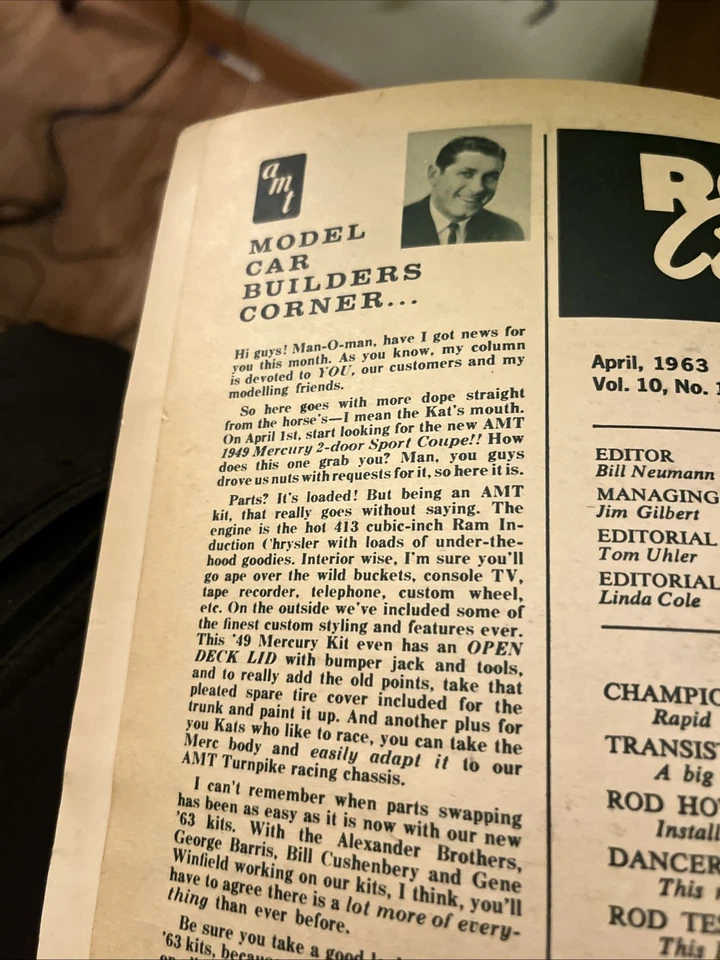 amt
MODEL
CAR
BUILDERS
CORNER...
Hi guys! Man-O-man, have I got news for
you this month. As you know, my column
is devoted to YOU, our customers and my
modelling friends.
So here goes with more dope straight
from the horse's—I mean the Kat's mouth.
On April 1st, start looking for the new AMT
1949 Mercury 2-door Sport Coupe!! How
does this one grab you? Man, you guys
drove us nuts with requests for it, so here it is.
Parts? It's loaded! But being an AMT
kit, that really goes without saying. The
engine is the hot 413 cubic-inch Ram In-
duction Chrysler with loads of under-the-
hood goodies. Interior wise, I'm sure you'll
go ape over the wild buckets, console TV,
tape recorder, telephone, custom wheel,
etc. On the outside we've included some of
the finest custom styling and features ever.
This '49 Mercury Kit even has an OPEN
DECK LID with bumper jack and tools,
and to really add the old points, take that
pleated spare tire cover included for the
trunk and paint it up. And another plus for
you Kats who like to race, you can take the
Merc body and easily adapt it to our
AMT Turnpike racing chassis.
I can't remember when parts swapping
has been as easy as it is now with our new
'63 kits. With the Alexander Brothers,
George Barris, Bill Cushenbery and Gene
Winfield working on our kits, I think, you'll
have to agree there is a lot more of every-
thing than ever before.
Be sure you take a good
'63 kits,
April, 1963
Vol. 10, No.
EDITOR
Bill Neumann
MANAGING
Jim Gilbert
EDITORIAL
Tom Uhler
EDITORIAL
Linda Cole
Rapid
A big
ROD
This
ROD
This